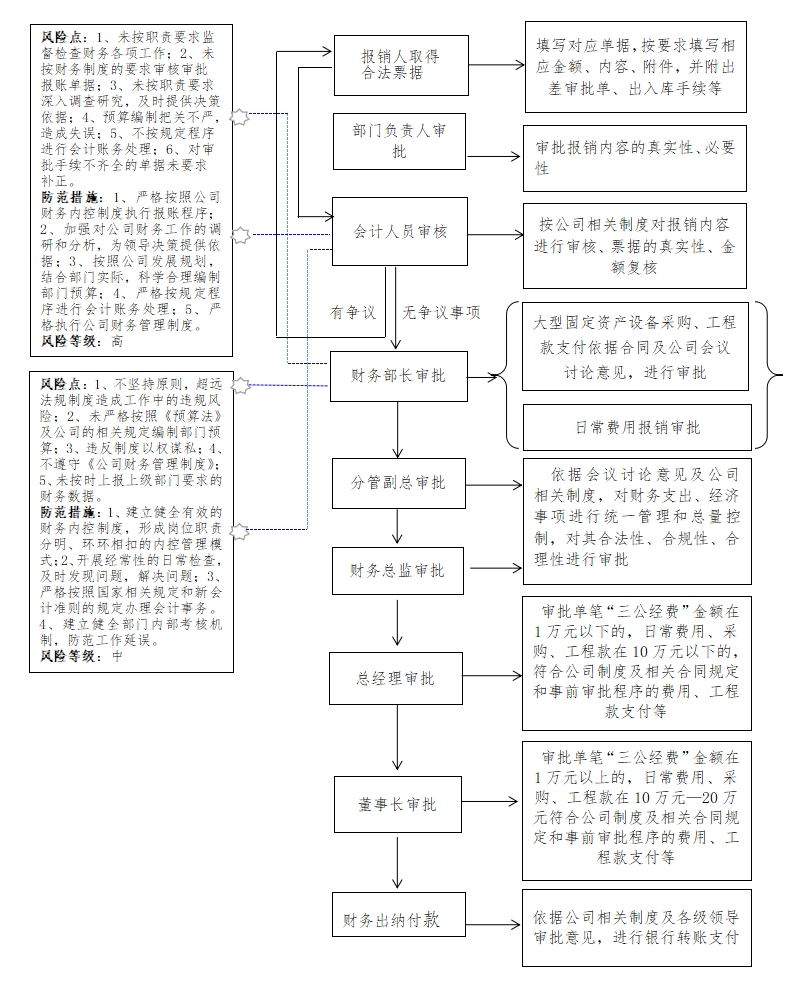 风险点：1、未按职责要求监
督检查财务各项工作；2、未
按财务制度的要求审核审批
报账单据；3、未按职责要求
深入调查研究，及时提供决策
依据；4、预算编制把关不严，
造成失误；5、不按规定程序
进行会计账务处理；6、对审
批手续不齐全的单据未要求
补正。
防范措施：1、严格按照公司
财务内控制度执行报账程序；
2、加强对公司财务工作的调
研和分析，为领导决策提供依
据；3、按照公司发展规划，
结合部门实际，科学合理编制
部门预算；4、严格按规定程
序进行会计账务处理；5、严
格执行公司财务管理制度。
风险等级：高
风险点：1、不坚持原则，超远
法规制度造成工作中的违规风
险；2、未严格按照《预算法》
及公司的相关规定编制部门预
算；3、违反制度以权谋私；4、
不遵守《公司财务管理制度》；
5、未按时上报上级部门要求的
财务数据。
防范措施：1、建立健全有效的
财务内控制度，形成岗位职责
分明、环环相扣的内控管理模
式；2、开展经常性的日常检查，
及时发现问题，解决问题；3、
严格按照国家相关规定和新会
计准则的规定办理会计事务。
4、建立健全部门内部考核机
制，防范工作延误。
风险等级：中
报销人取得
合法票据
填写对应单据，按要求填写相
应金额、内容、附件，并附出
差审批单、出入库手续等
部门负责人审
批
审批报销内容的真实性、必要
性
会计人员审核
按公司相关制度对报销内容
进行审核、票据的真实性、金
额复核
有争议
无争议事项
财务部长审批
大型固定资产设备采购、工程
款支付依据合同及公司会议
讨论意见，进行审批
日常费用报销审批
分管副总审批
依据会议讨论意见及公司
相关制度，对财务支出、经济
事项进行统一管理和总量控
制，对其合法性、合规性、合
理性进行审批
财务总监审批
总经理审批
审批单笔“三公经费”金额在
1万元以下的，日常费用、采
购、工程款在10万元以下的，
符合公司制度及相关合同规定
和事前审批程序的费用、工程
款支付等
董事长审批
审批单笔“三公经费”金额在
1万元以上的，日常费用、采
购、工程款在10万元—20万
元符合公司制度及相关合同规
定和事前审批程序的费用、工
程款支付等
财务出纳付款
依据公司相关制度及各级领导
审批意见，进行银行转账支付